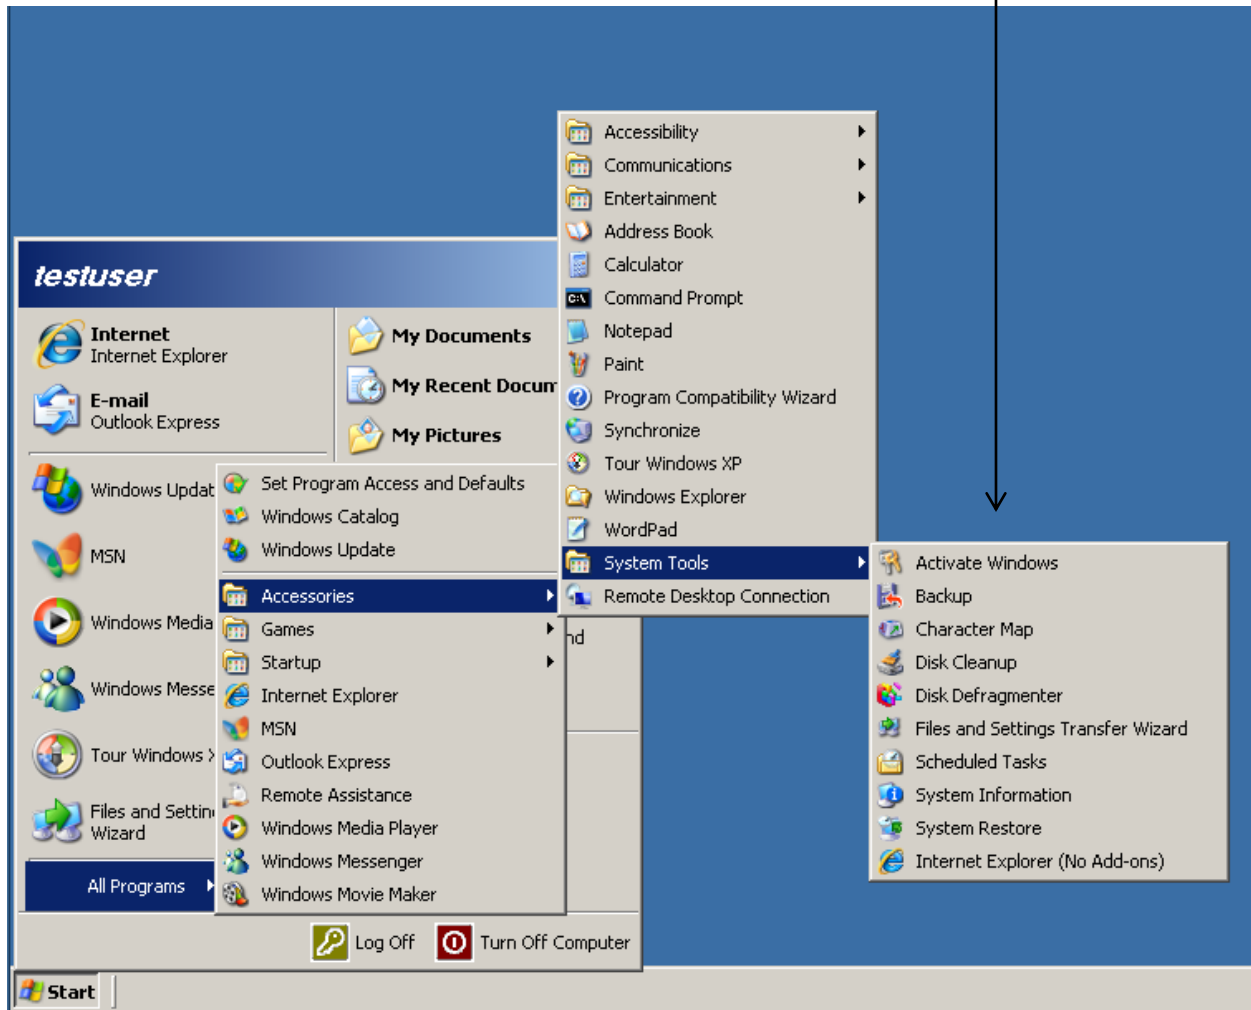 testuser
Internet
Internet Explorer
E-mail
Outlook Express
Windows Updat
MSN
Windows Media
Windows Messe
Tour Windows
Files and Settin
Wizard
All Programs
My Documents
My Recent Docum
My Pictures
nd
Log Off
Turn Off Computer
Start
Set Program Access and Defaults
Windows Catalog
Windows Update
Accessories
Games
Startup
Internet Explorer
MSN
Outlook Express
Remote Assistance
Windows Media Player
Windows Messenger
Windows Movie Maker
Accessibility
Communications
Entertainment
Address Book
Calculator
C:\
Command Prompt
Notepad
Paint
Program Compatibility Wizard
Synchronize
Tour Windows XP
Windows Explorer
WordPad
System Tools
Remote Desktop Connection
Activate Windows
Backup
Character Map
Disk Cleanup
Disk Defragmenter
Files and Settings Transfer Wizard
Scheduled Tasks
System Information
System Restore
Internet Explorer (No Add-ons)